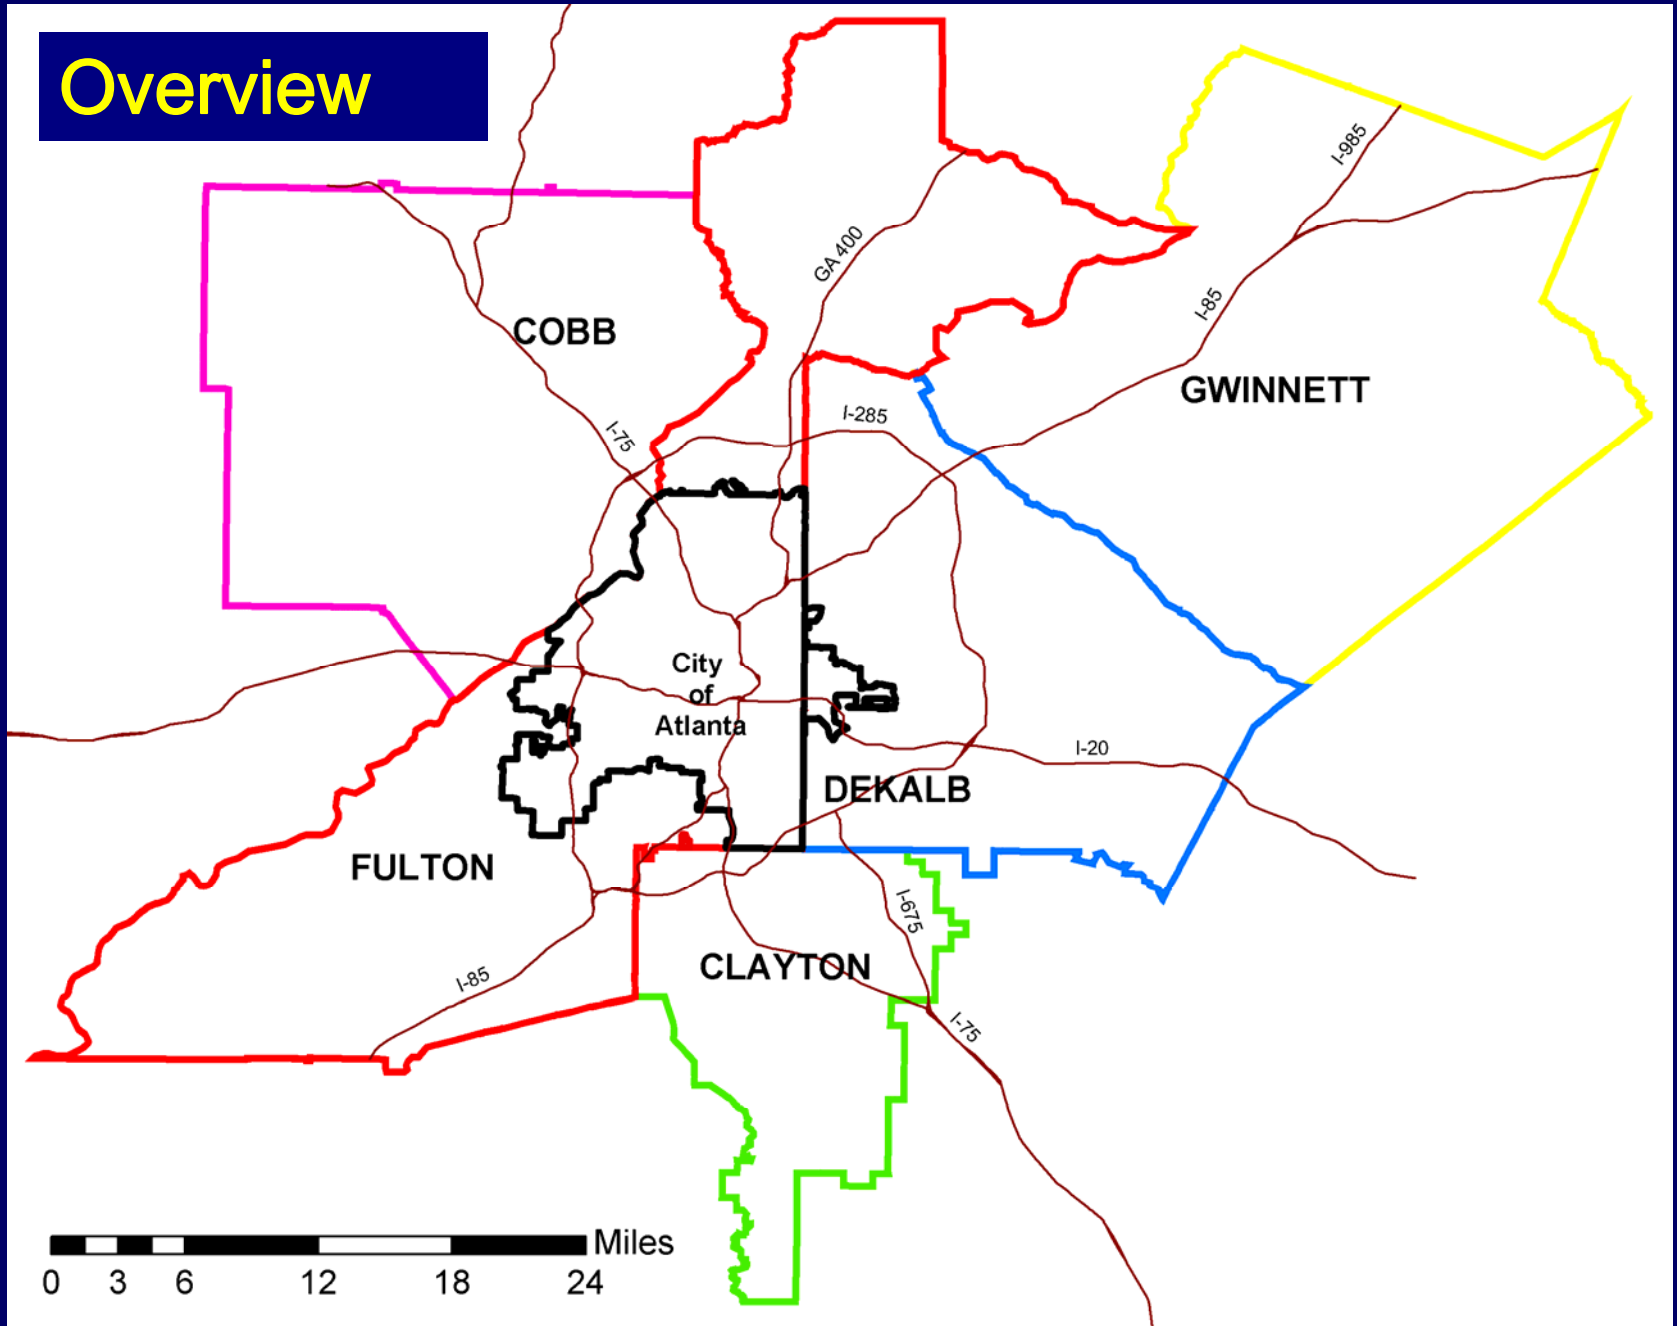 Overview
I-985
GA 400
I-85
COBB
GWINNETT
I-285
I-75
City
of
Atlanta
I-20
DEKALB
FULTON
I-675
CLAYTON
I-85
I-75
Miles
0 3 6 12 18 24